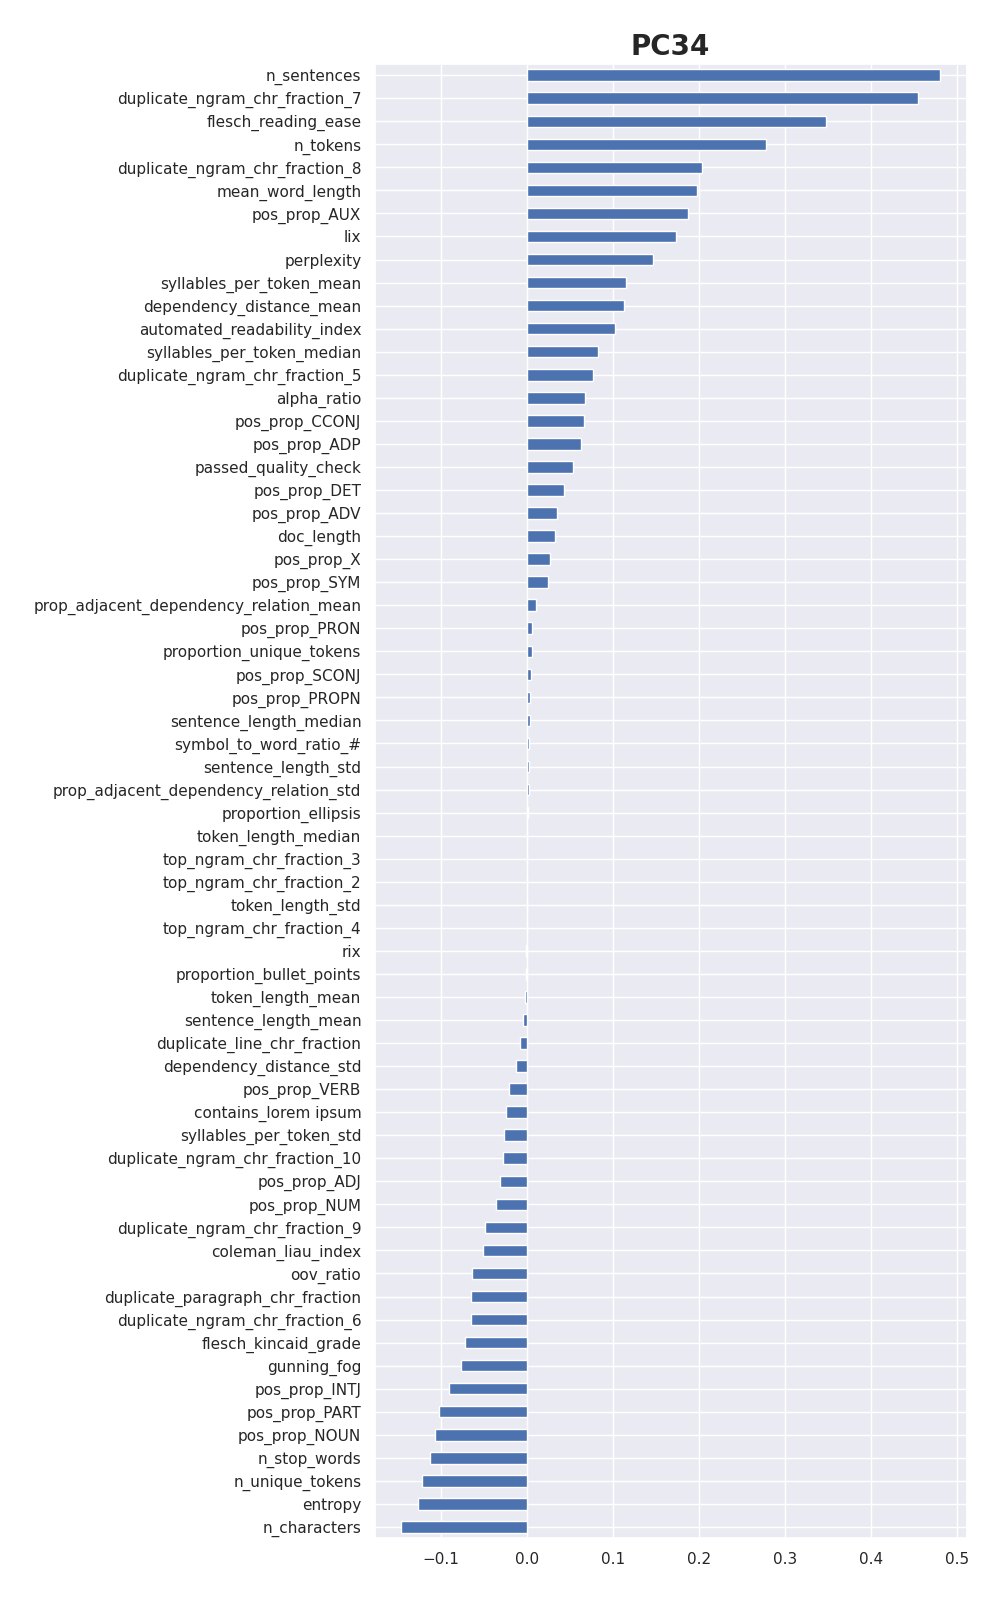 PC34
n_sentences
duplicate_ngram_chr_fraction_7
flesch_reading_ease
n_tokens
duplicate_ngram_chr_fraction_8
mean_word_length
pos_prop_AUX
lix
perplexity
syllables_per_token_mean
dependency_distance_mean
automated_readability_index
syllables_per_token_median
duplicate_ngram_chr_fraction_5
alpha_ratio
pos_prop_CCONJ
pos_prop_ADP
passed_quality_check
pos_prop_DET
pos_prop_ADV
doc_length
pos_prop_X
pos_prop_SYM
prop_adjacent_dependency_relation_mean
pos_prop_PRON
proportion_unique_tokens
pos_prop_SCONJ
pos_prop_PROPN
sentence_length_median
symbol_to_word_ratio_#
sentence_length_std
prop_adjacent_dependency_relation_std
proportion_ellipsis
token_length_median
top_ngram_chr_fraction_3
top_ngram_chr_fraction_2
token_length_std
top_ngram_chr_fraction_4
rix
proportion_bullet_points
token_length_mean
sentence_length_mean
duplicate_line_chr_fraction
dependency_distance_std
pos_prop_VERB
contains_lorem ipsum
syllables_per_token_std
duplicate_ngram_chr_fraction_10
pos_prop_ADJ
pos_prop_NUM
duplicate_ngram_chr_fraction_9
coleman_liau_index
oov_ratio
duplicate_paragraph_chr_fraction
duplicate_ngram_chr_fraction_6
flesch_kincaid_grade
gunning_fog
pos_prop_INTJ
pos_prop_PART
pos_prop_NOUN
n_stop_words
n_unique_tokens
entropy
n_characters
−0.1 0.0 0.1 0.2 0.3 0.4 0.5